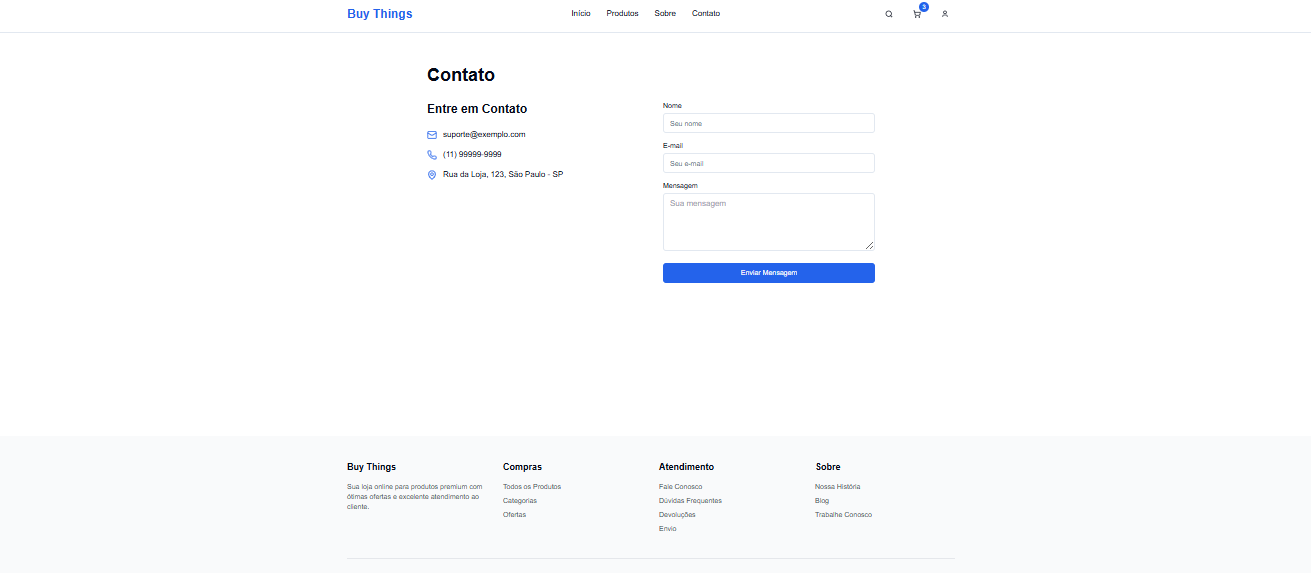 Buy Things
Início Produtos Sobre Contato
3
Contato
Entre em Contato
suporte@exemplo.com
(11) 99999-9999
Rua da Loja, 123, São Paulo - SP
Nome
Seu nome
E-mail
Seu e-mail
Mensagem
Sua mensagem
Enviar Mensagem
Buy Things
Sua loja online para produtos premium com
ótimas ofertas e excelente atendimento ao
cliente.
Compras
Todos os Produtos
Categorias
Ofertas
Atendimento
Fale Conosco
Dúvidas Frequentes
Devoluções
Envio
Sobre
Nossa História
Blog
Trabalhe Conosco